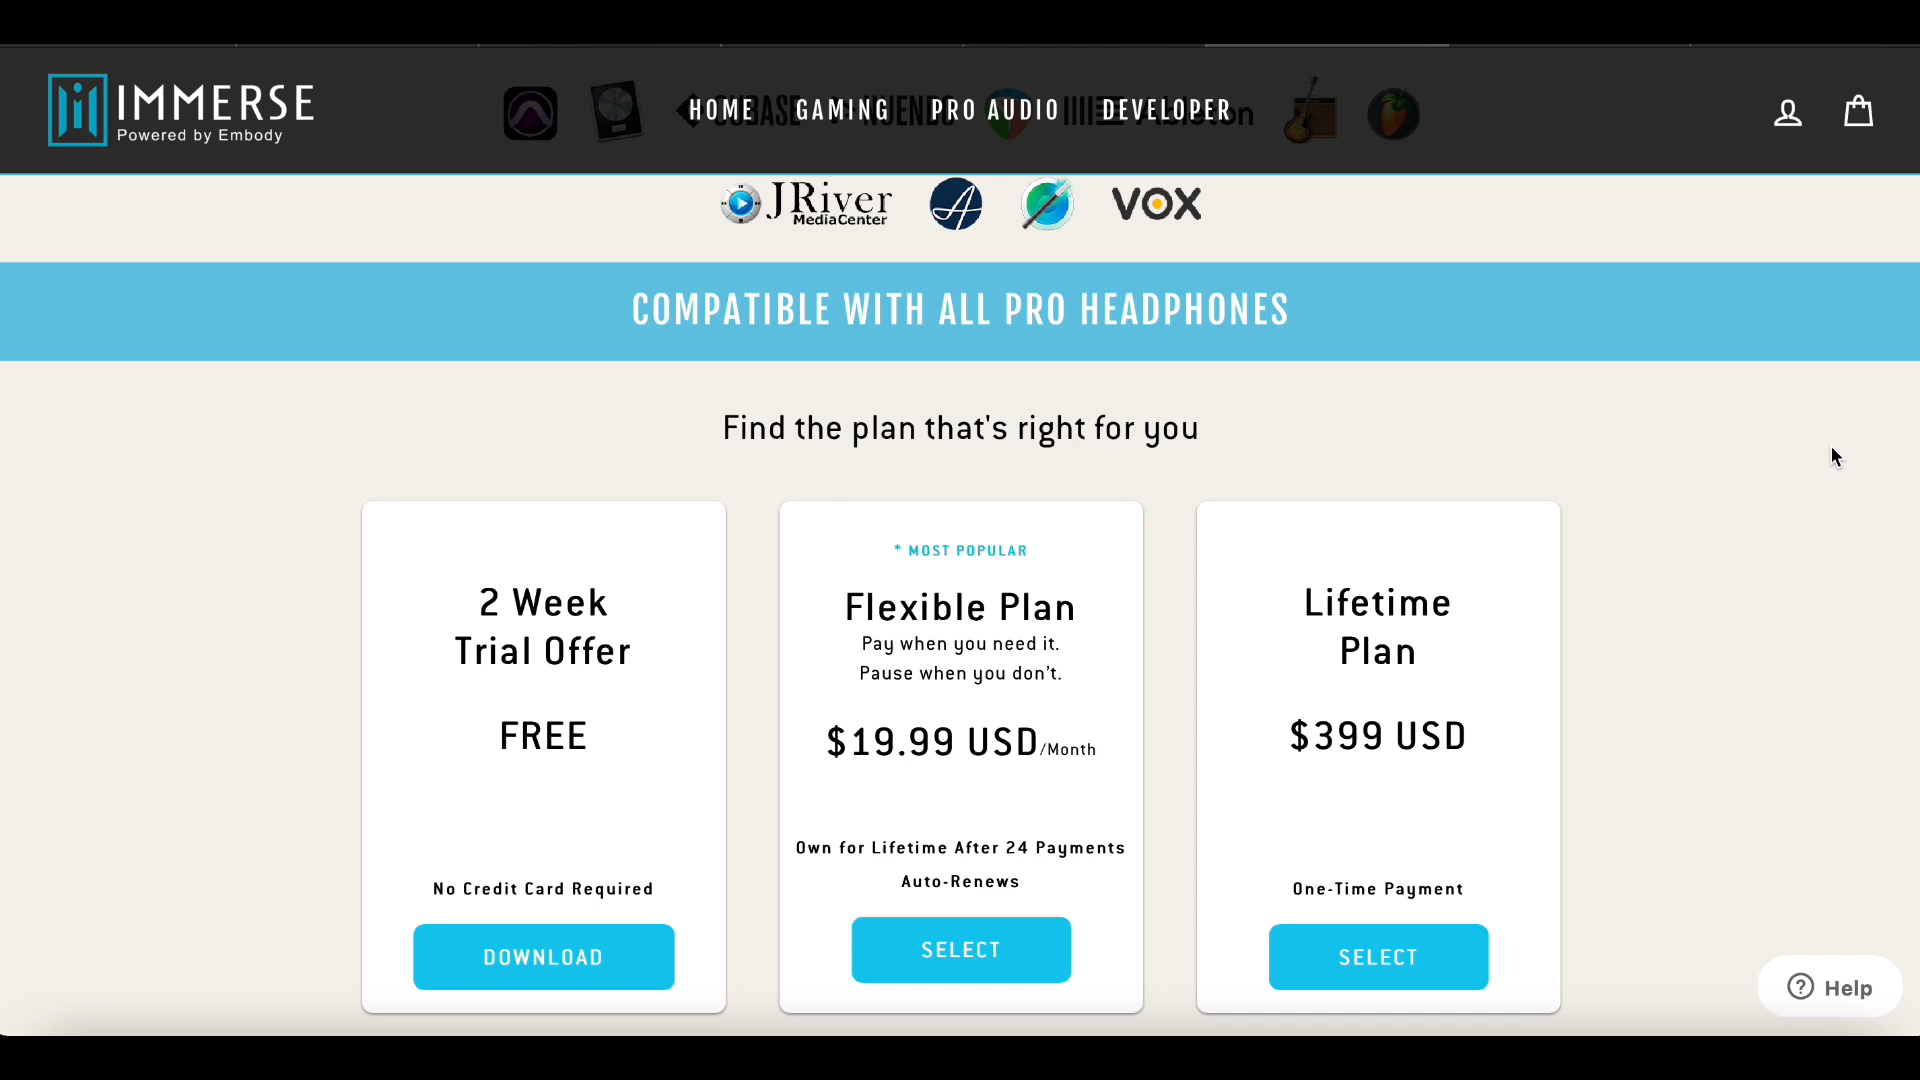 IMMERSE
Powered by Embody
HOME GAMING PRO AUDIO DEVELOPER
JRiver
MediaCenter
VOX
COMPATIBLE WITH ALL PRO HEADPHONES
Find the plan that's right for you
2 Week
Trial Offer
FREE
No Credit Card Required
DOWNLOAD
* MOST POPULAR
Flexible Plan
Pay when you need it.
Pause when you don’t.
$19.99 USD/Month
Own for Lifetime After 24 Payments
Auto-Renews
SELECT
Lifetime
Plan
$399 USD
One-Time Payment
SELECT
Help